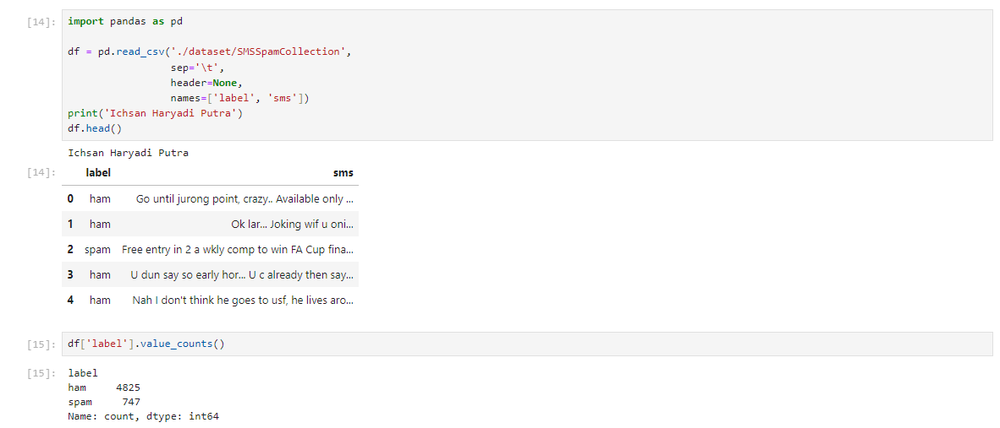 [14]: import pandas as pd
df = pd.read_csv('./dataset/SMSSpamCollection',
sep='\t',
header=None,
names=['label', 'sms'])
print('Ichsan Haryadi Putra')
df.head()
Ichsan Haryadi Putra
[14]: label sms
0 ham Go until jurong point, crazy.. Available only ...
1 ham Ok lar... Joking wif u oni...
2 spam Free entry in 2 a wkly comp to win FA Cup fina...
3 ham U dun say so early hor... U c already then say...
4 ham Nah I don't think he goes to usf, he lives aro...
[15]: df['label'].value_counts()
[15]: label
ham 4825
spam 747
Name: count, dtype: int64